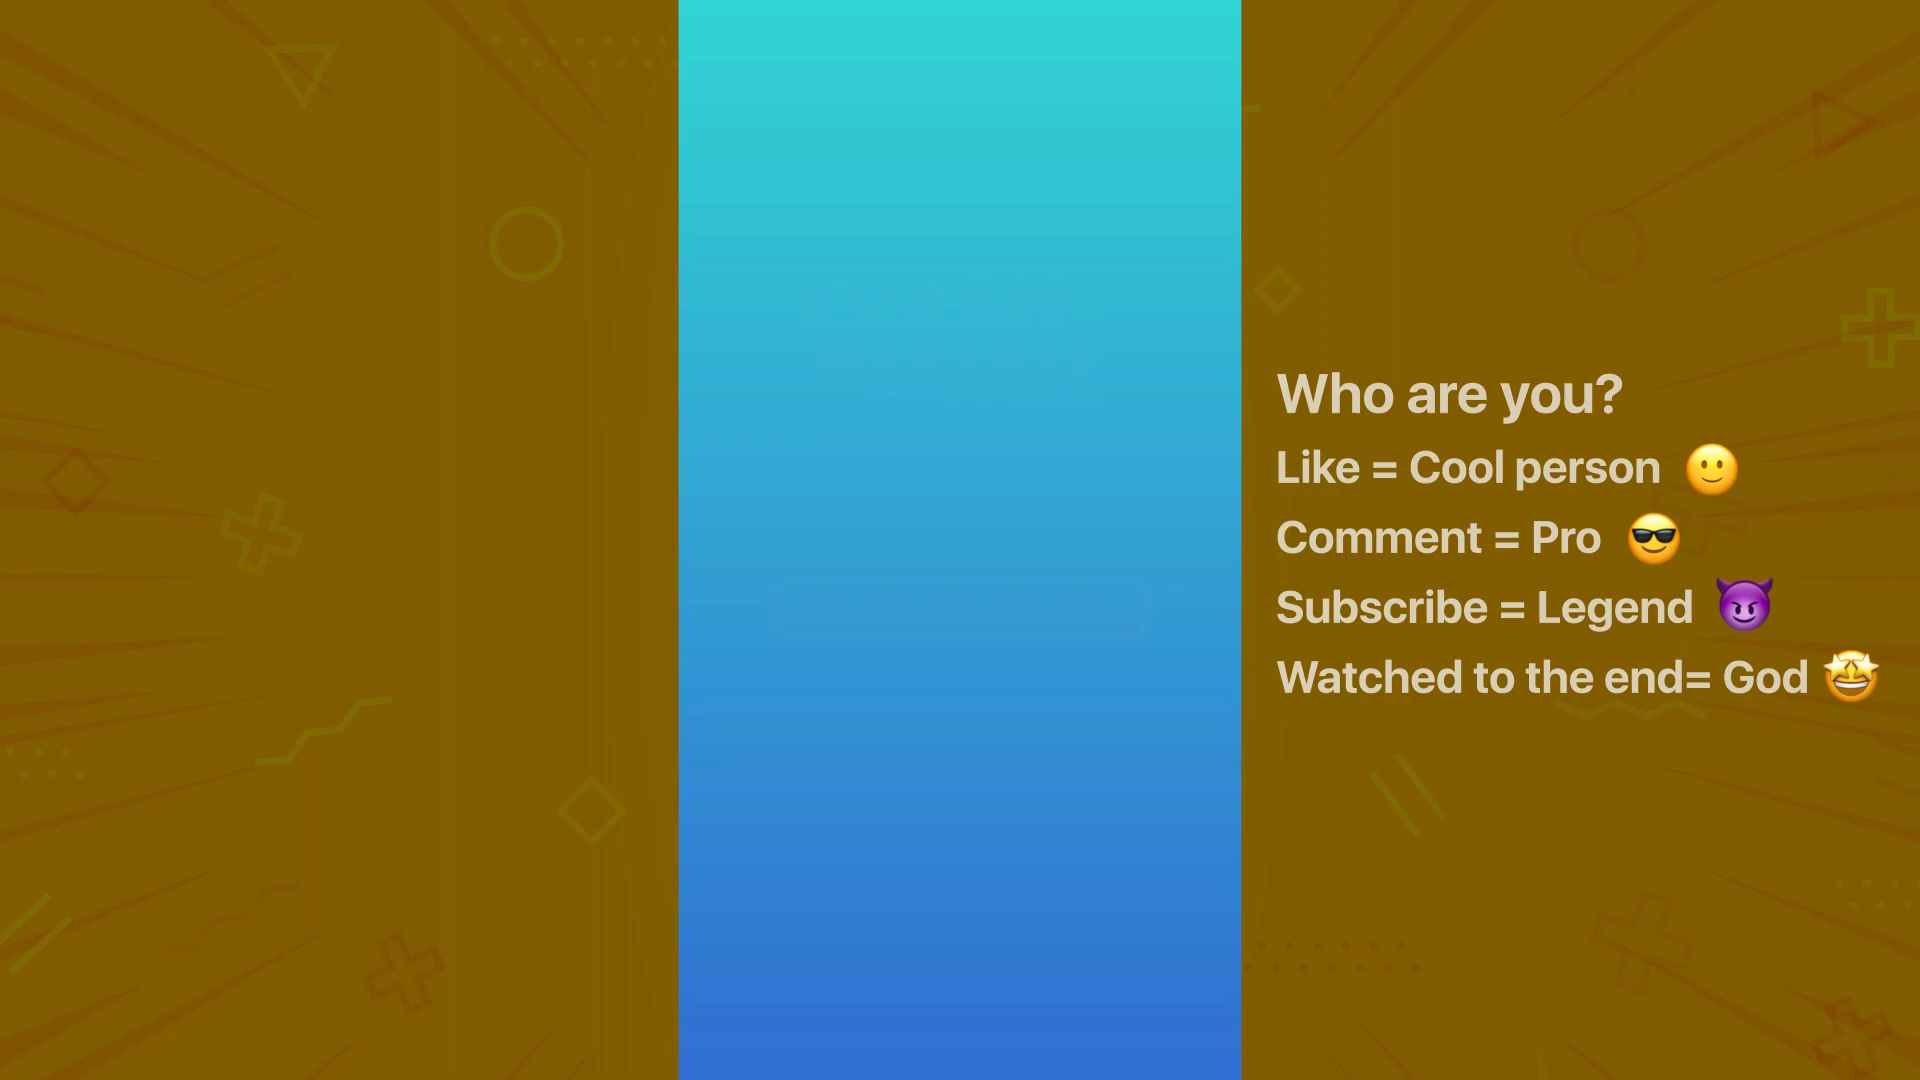 Who are you?
Like = Cool person 🙂
Comment = Pro 😎
Subscribe = Legend 😈
Watched to the end= God 🤩